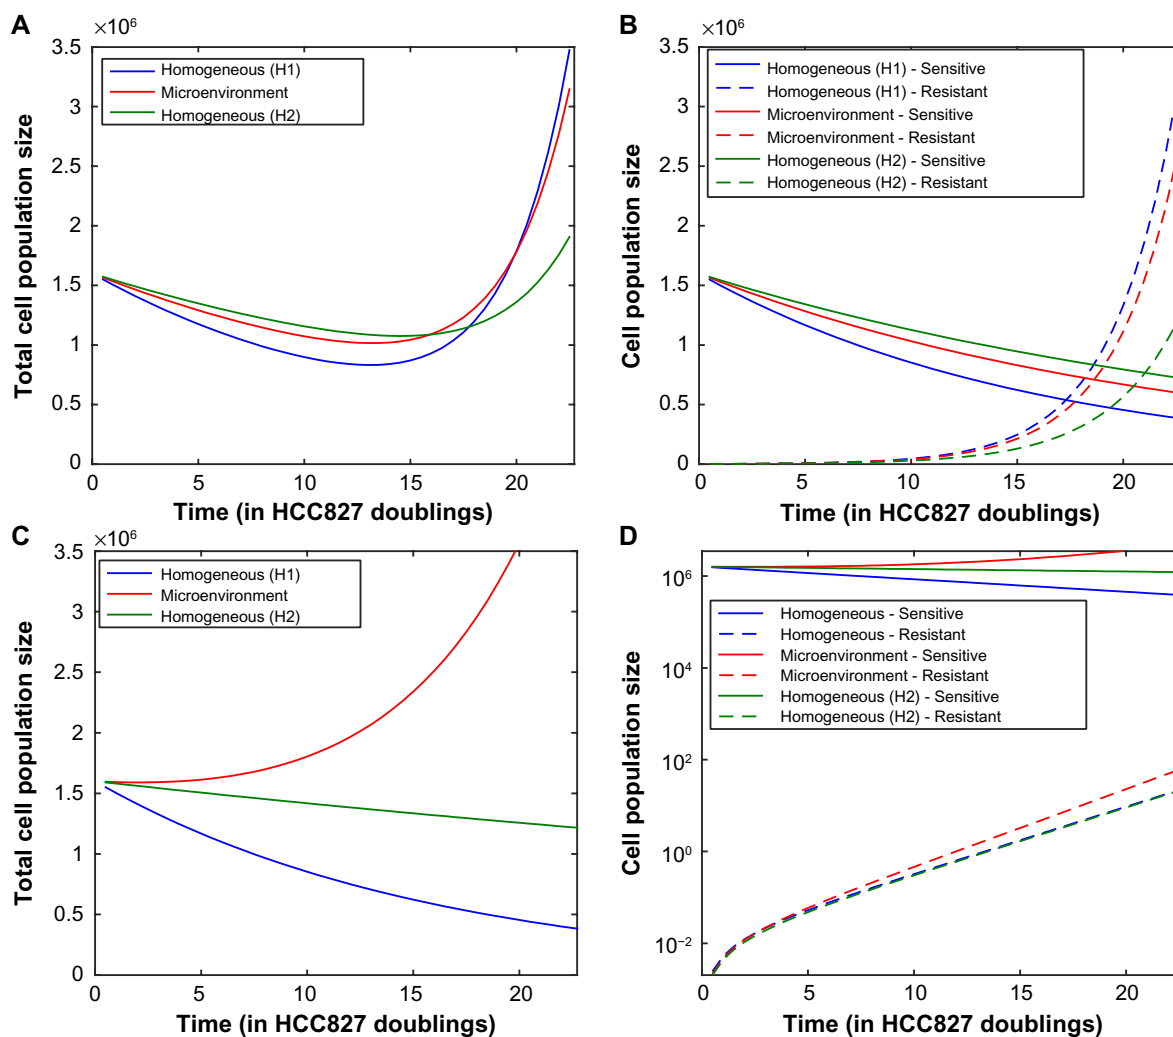 A
×10⁶
3.5
3
2.5
2
1.5
1
0.5
0
Total cell population size
Homogeneous (H1)
Microenvironment
Homogeneous (H2)
0 5 10 15 20
Time (in HCC827 doublings)
B
×10⁶
3.5
3
2.5
2
1.5
1
0.5
0
Cell population size
Homogeneous (H1) - Sensitive
Homogeneous (H1) - Resistant
Microenvironment - Sensitive
Microenvironment - Resistant
Homogeneous (H2) - Sensitive
Homogeneous (H2) - Resistant
0 5 10 15 20
Time (in HCC827 doublings)
C
×10⁶
3.5
3
2.5
2
1.5
1
0.5
0
Total cell population size
Homogeneous (H1)
Microenvironment
Homogeneous (H2)
0 5 10 15 20
Time (in HCC827 doublings)
D
10⁶
10⁴
10²
10⁰
10⁻²
Cell population size
Homogeneous - Sensitive
Homogeneous - Resistant
Microenvironment - Sensitive
Microenvironment - Resistant
Homogeneous (H2) - Sensitive
Homogeneous (H2) - Resistant
0 5 10 15 20
Time (in HCC827 doublings)